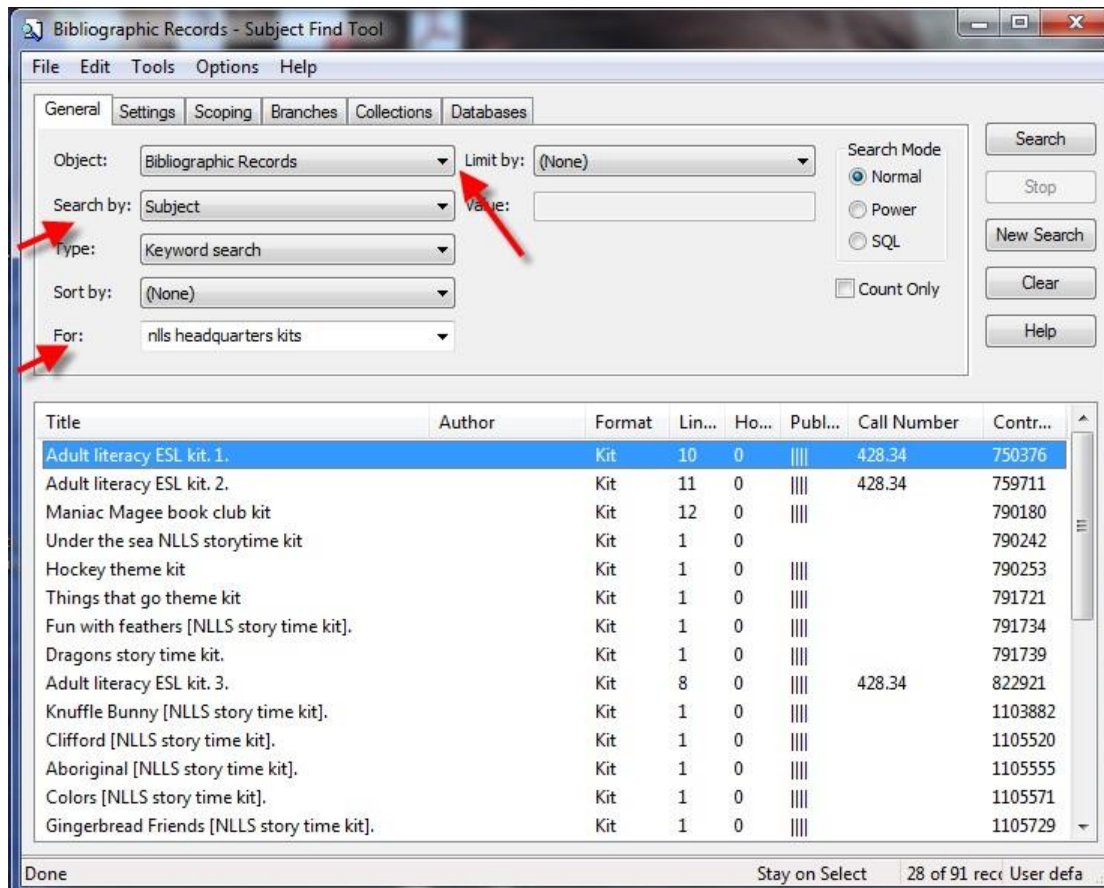 Bibliographic Records - Subject Find Tool
File Edit Tools Options Help
General Settings Scoping Branches Collections Databases
Object: Bibliographic Records Limit by: (None) Search Mode Search
Normal
Search by: Subject Value: Power Stop
Type: Keyword search SQL New Search
Sort by: (None) Count Only Clear
For: nlls headquarters kits Help
Title Author Format Lin... Ho... Publ... Call Number Contr...
Adult literacy ESL kit. 1. Kit 10 0 |||| 428.34 750376
Adult literacy ESL kit. 2. Kit 11 0 |||| 428.34 759711
Maniac Magee book club kit Kit 12 0 |||| 790180
Under the sea NLLS storytime kit Kit 1 0 790242
Hockey theme kit Kit 1 0 |||| 790253
Things that go theme kit Kit 1 0 |||| 791721
Fun with feathers [NLLS story time kit]. Kit 1 0 |||| 791734
Dragons story time kit. Kit 1 0 |||| 791739
Adult literacy ESL kit. 3. Kit 8 0 |||| 428.34 822921
Knuffle Bunny [NLLS story time kit]. Kit 1 0 |||| 1103882
Clifford [NLLS story time kit]. Kit 1 0 |||| 1105520
Aboriginal [NLLS story time kit]. Kit 1 0 |||| 1105555
Colors [NLLS story time kit]. Kit 1 0 |||| 1105571
Gingerbread Friends [NLLS story time kit]. Kit 1 0 |||| 1105729
Done Stay on Select 28 of 91 rec User defa